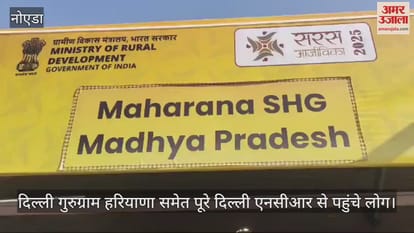 नोएडा
अमर उजाला
amarujala.com
ग्रामीण विकास मंत्रालय, भारत सरकार
MINISTRY OF RURAL
DEVELOPMENT
GOVERNMENT OF INDIA
सरस
आजीविका
2025
Maharana SHG
Madhya Pradesh
दिल्ली गुरुग्राम हरियाणा समेत पूरे दिल्ली एनसीआर से पहुंचे लोग।